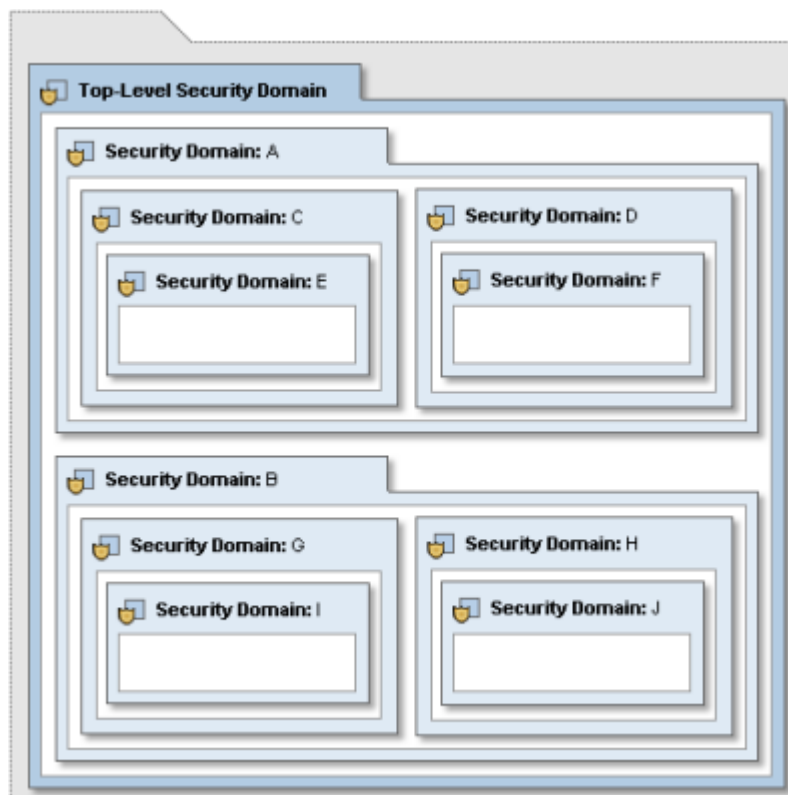 Top-Level Security Domain
Security Domain: A
Security Domain: C
Security Domain: D
Security Domain: E
Security Domain: F
Security Domain: B
Security Domain: G
Security Domain: H
Security Domain: I
Security Domain: J